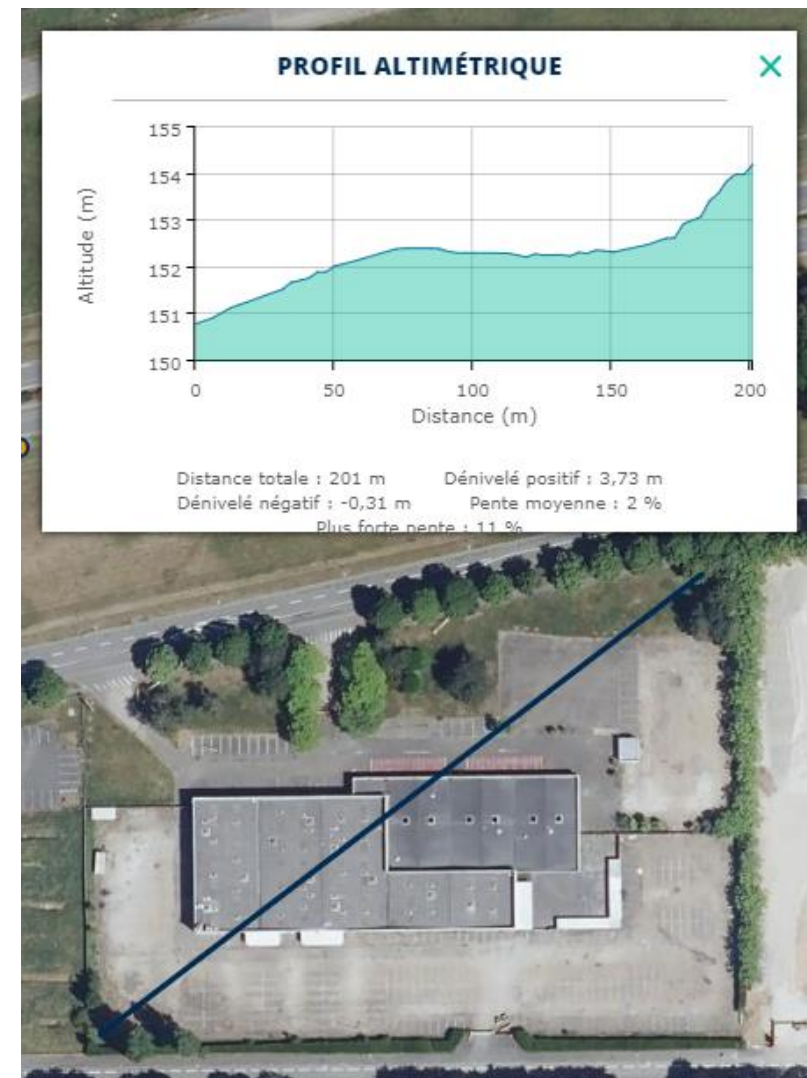 PROFIL ALTIMÉTRIQUE
155
154
153
152
151
150
Altitude (m)
0 50 100 150 200
Distance (m)
Distance totale : 201 m Dénivelé positif : 3,73 m
Dénivelé négatif : -0,31 m Pente moyenne : 2 %
Plus forte pente : 11 %